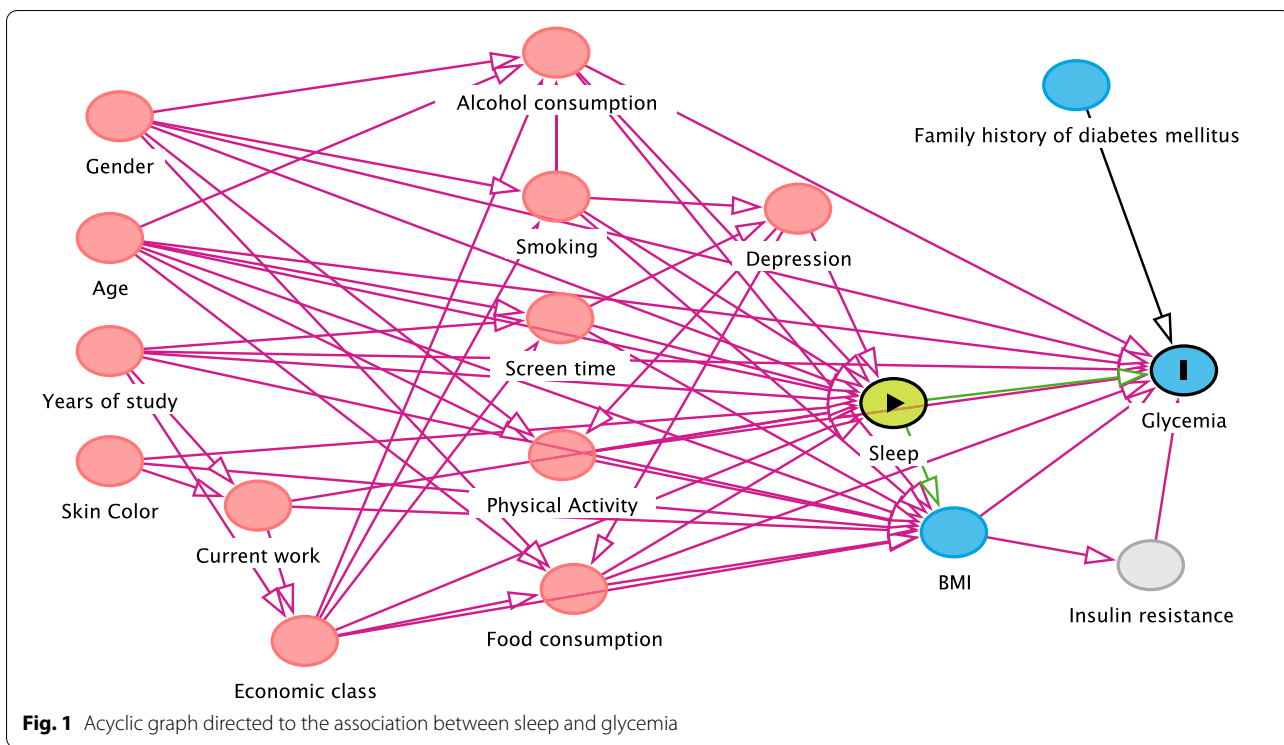 Alcohol consumption
Family history of diabetes mellitus
Gender
Smoking
Depression
Age
Screen time
Years of study
Glycemia
Sleep
Skin Color
Physical Activity
Current work
BMI
Insulin resistance
Food consumption
Economic class
Fig. 1 Acyclic graph directed to the association between sleep and glycemia